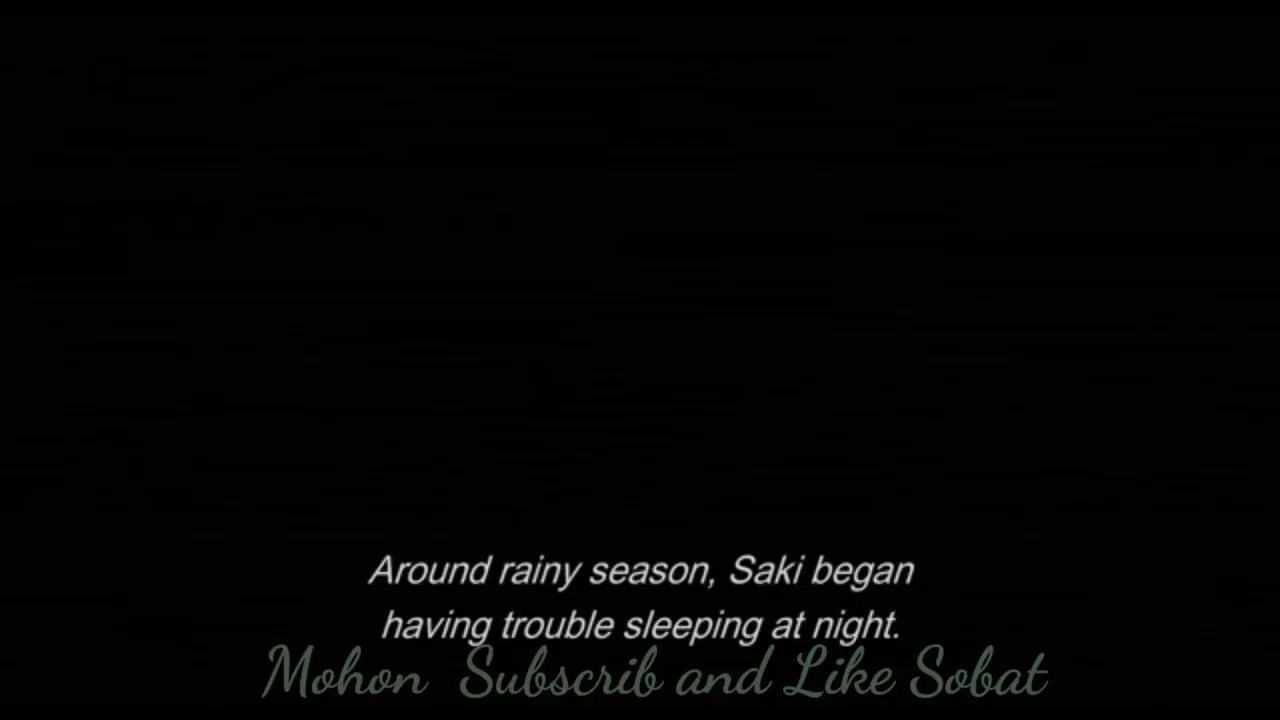 Around rainy season, Saki began
having trouble sleeping at night.
Mohon Subscrib and Like Sobat